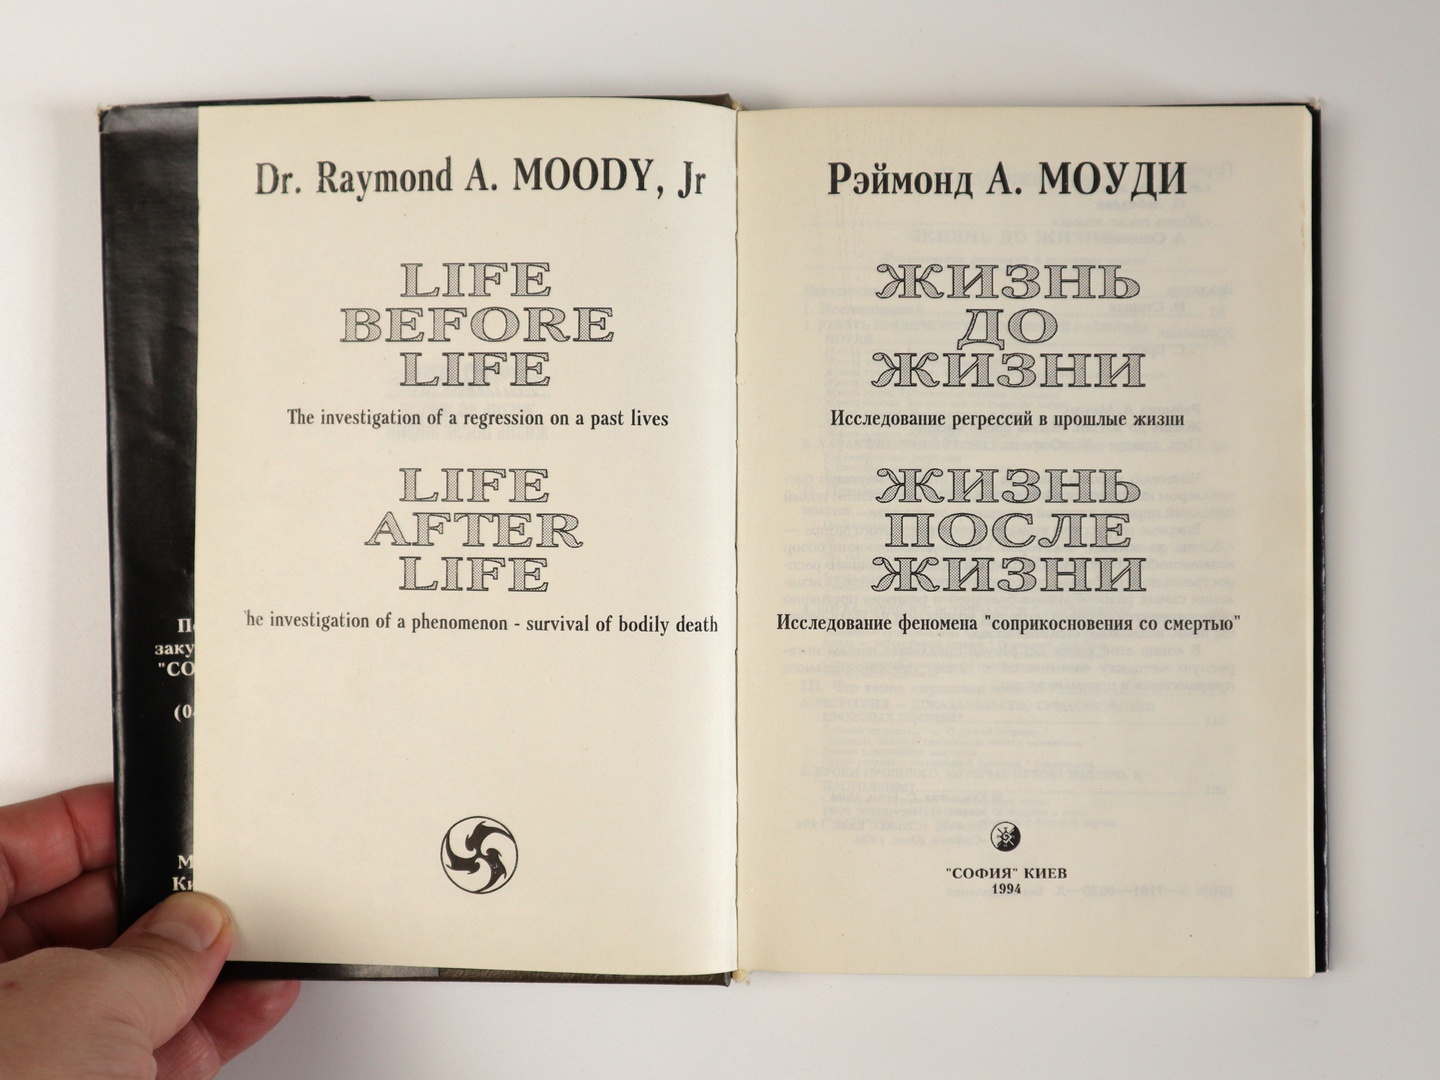 Dr. Raymond A. MOODY, Jr
LIFE
BEFORE
LIFE
The investigation of a regression on a past lives
LIFE
AFTER
LIFE
he investigation of a phenomenon - survival of bodily death
Рэймонд А. МОУДИ
ЖИЗНЬ
ДО
ЖИЗНИ
Исследование регрессий в прошлые жизни
ЖИЗНЬ
ПОСЛЕ
ЖИЗНИ
Исследование феномена "соприкосновения со смертью"
"СОФИЯ" КИЕВ
1994
заку
"СО